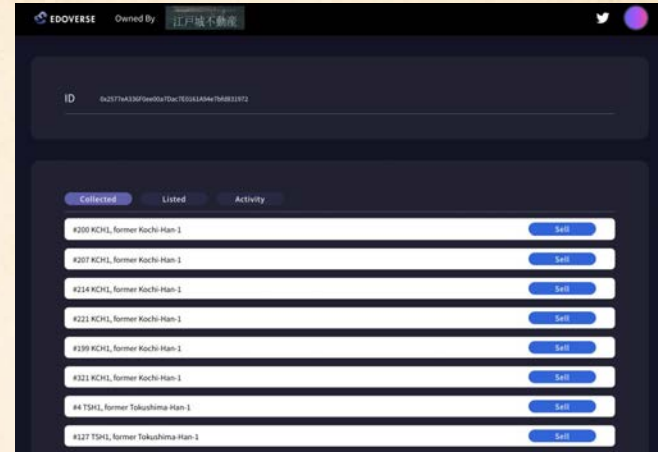 EDOVERSE Owned By 江戸城不動産
ID
Collected Listed Activity
#200 KCH1, former Kochi-Han-1 Sell
#207 KCH1, former Kochi-Han-1 Sell
#214 KCH1, former Kochi-Han-1 Sell
#221 KCH1, former Kochi-Han-1 Sell
#199 KCH1, former Kochi-Han-1 Sell
#321 KCH1, former Kochi-Han-1 Sell
#4 TSH1, former Tokushima-Han-1 Sell
#127 TSH1, former Tokushima-Han-1 Sell